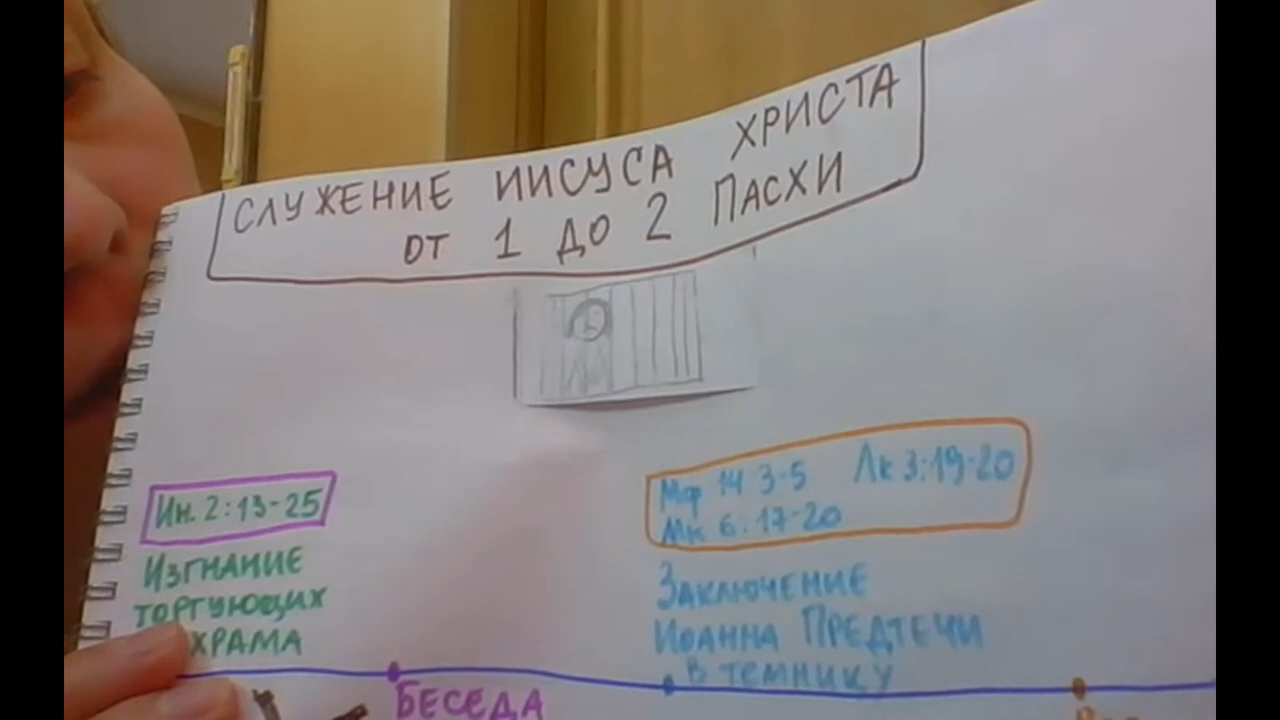 СЛУЖЕНИЕ ИИСУСА ХРИСТА
ОТ 1 ДО 2 ПАСХИ
Ин. 2:13-25
ИЗГНАНИЕ
ТОРГУЮЩИХ
ХРАМА
Мф 14 3-5 Лк 3:19-20
Мк 6:17-20
ЗАКЛЮЧЕНИЕ
ИОАННА ПРЕДТЕЧИ
В ТЕМНИКУ
БЕСЕДА